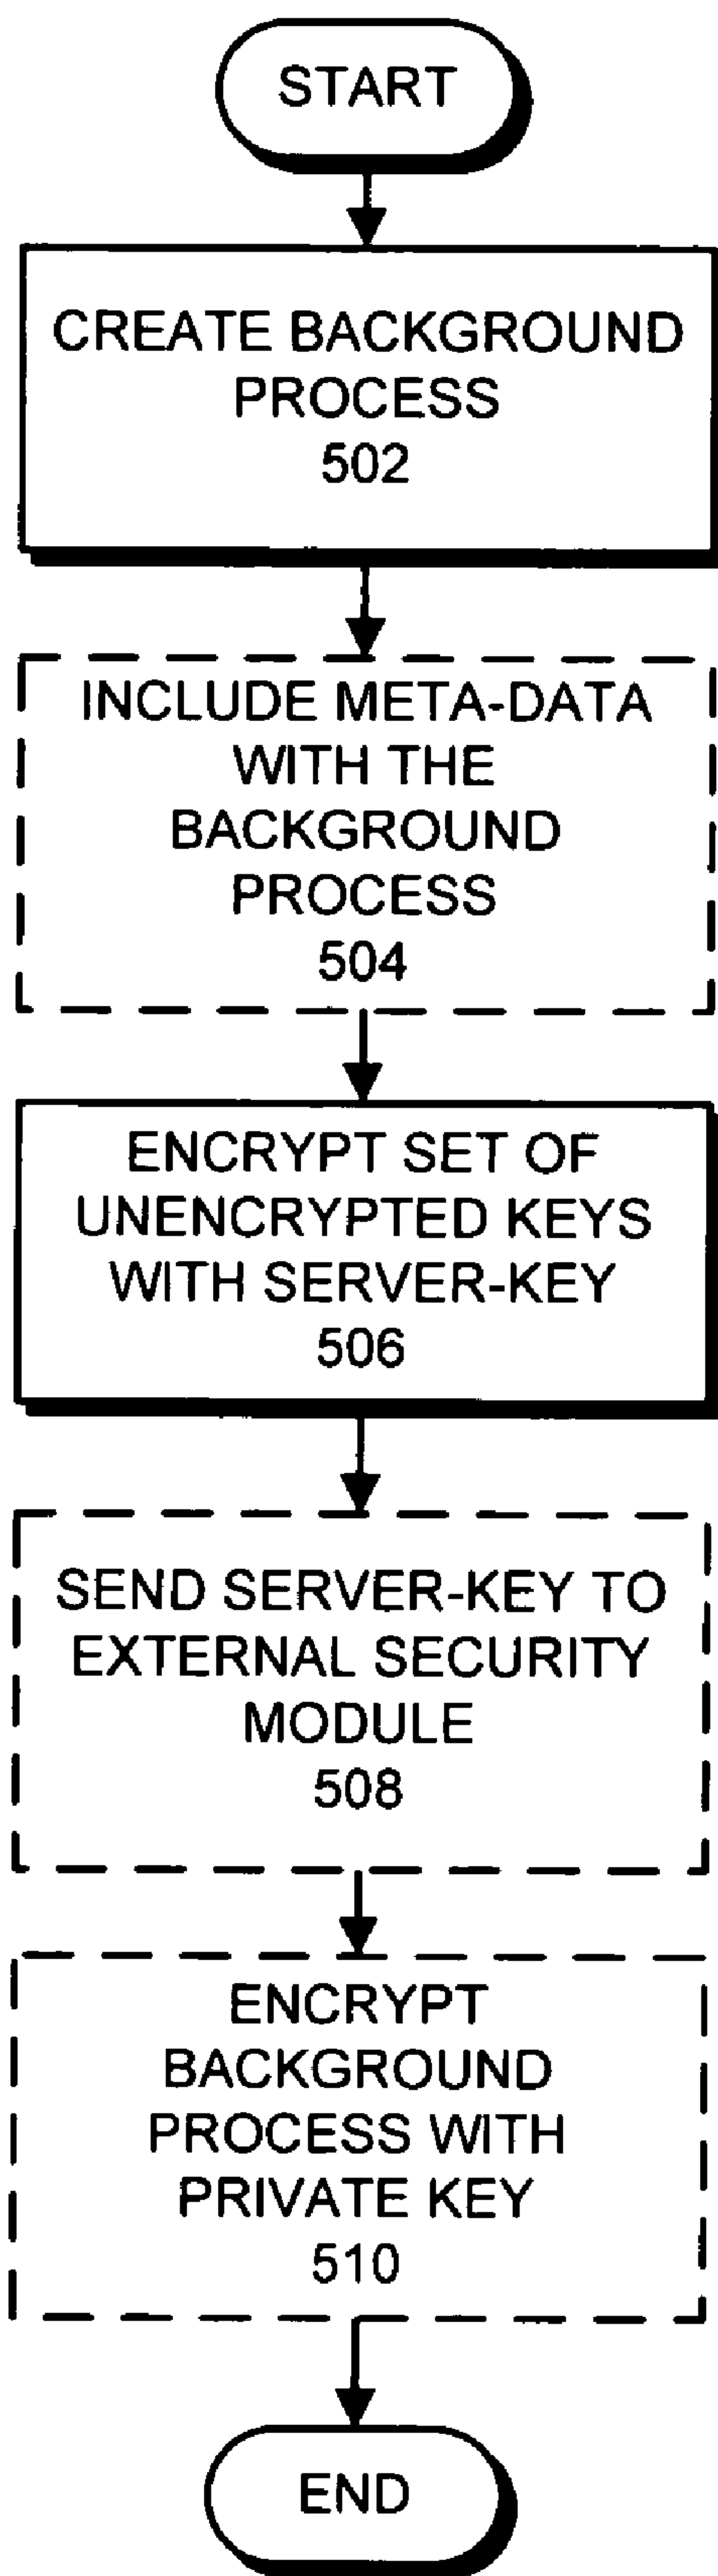 START
CREATE BACKGROUND
PROCESS
502
INCLUDE META-DATA
WITH THE
BACKGROUND
PROCESS
504
ENCRYPT SET OF
UNENCRYPTED KEYS
WITH SERVER-KEY
506
SEND SERVER-KEY TO
EXTERNAL SECURITY
MODULE
508
ENCRYPT
BACKGROUND
PROCESS WITH
PRIVATE KEY
510
END